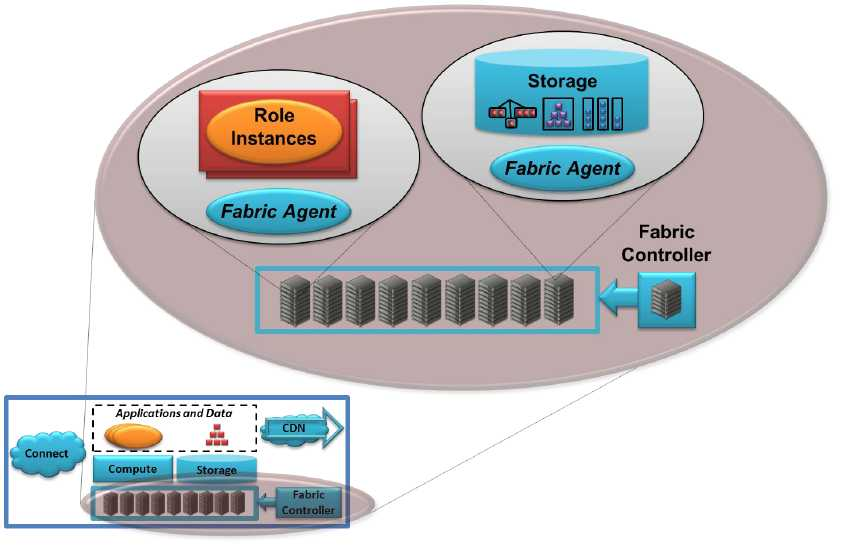 Storage
Role
Instances
Fabric Agent
Fabric Agent
Fabric
Controller
Applications and Data
CDN
Connect
Compute
Storage
Fabric
Controller